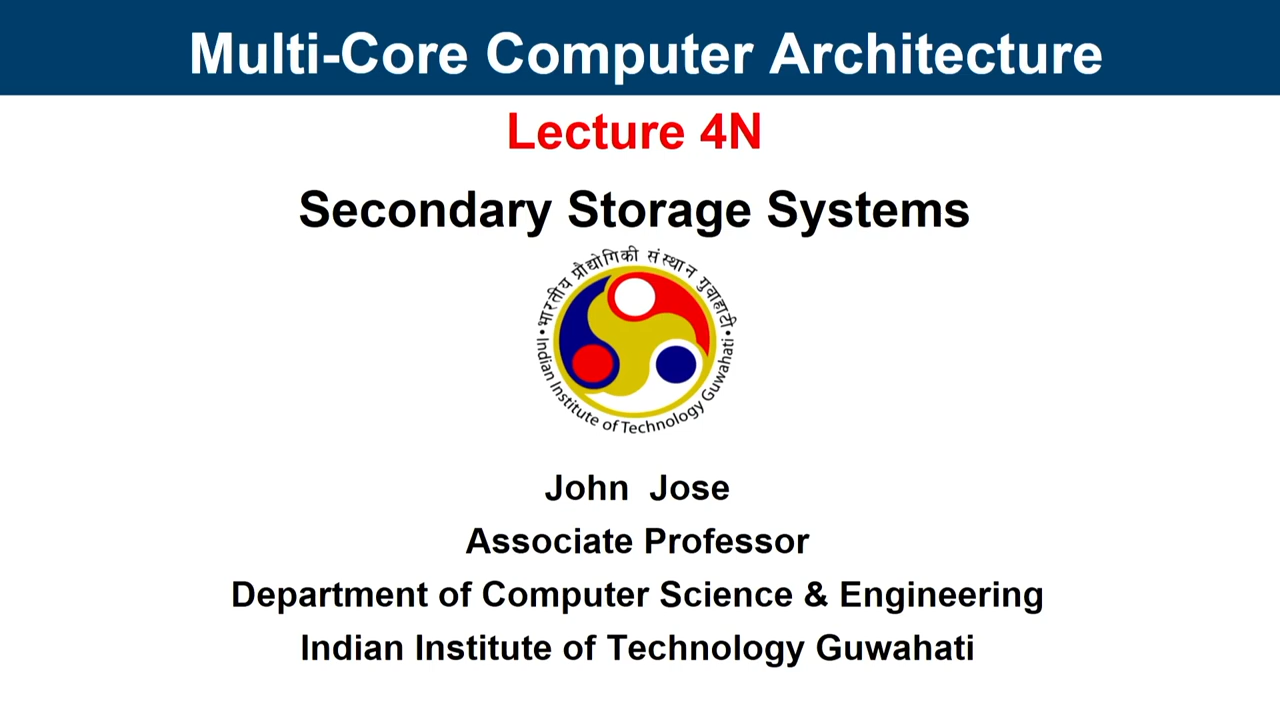 Multi-Core Computer Architecture
Lecture 4N
Secondary Storage Systems
भारतीय प्रौद्योगिकी संस्थान गुवाहाटी
Indian Institute of Technology Guwahati
John Jose
Associate Professor
Department of Computer Science & Engineering
Indian Institute of Technology Guwahati